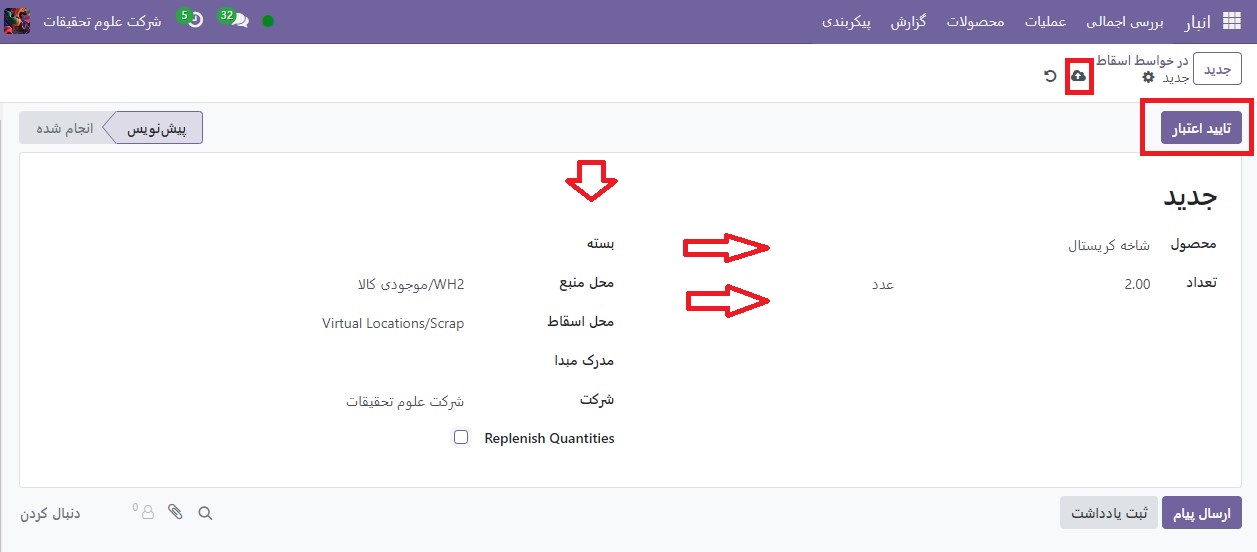 انبار بررسی اجمالی عملیات محصولات گزارش پیکربندی 32 5 شرکت علوم تحقیقات
جدید در خواسط اسقاط
جدید
تایید اعتبار پیش‌نویس انجام شده
جدید
محصول شاخه کریستال
تعداد 2.00 عدد
بسته
محل منبع WH2/موجودی کالا
محل اسقاط Virtual Locations/Scrap
مدرک مبدا
شرکت شرکت علوم تحقیقات
Replenish Quantities
ارسال پیام ثبت یادداشت 0 دنبال کردن